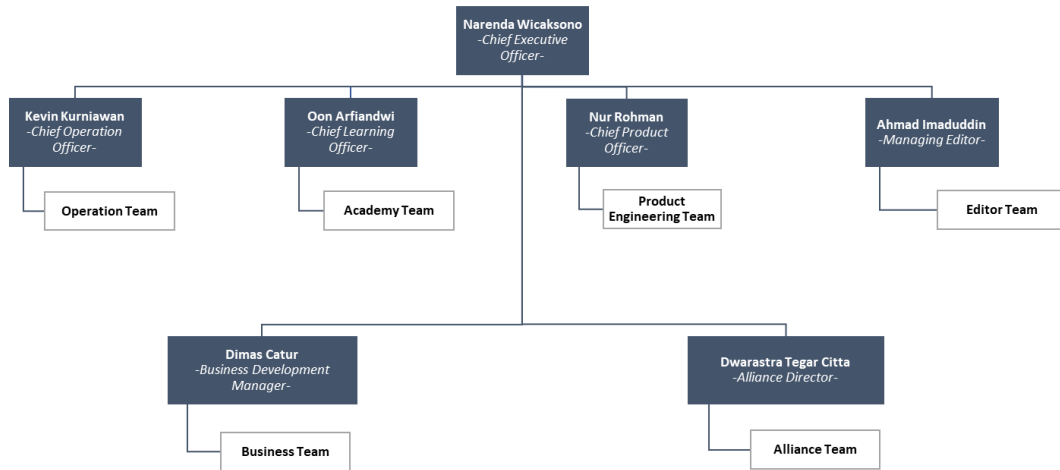 Narenda Wicaksono
-Chief Executive
Officer-
Kevin Kurniawan
-Chief Operation
Officer-
Oon Arfiandwi
-Chief Learning
Officer-
Nur Rohman
-Chief Product
Officer-
Ahmad Imaduddin
-Managing Editor-
Operation Team
Academy Team
Product
Engineering Team
Editor Team
Dimas Catur
-Business Development
Manager-
Dwarastra Tegar Citta
-Alliance Director-
Business Team
Alliance Team